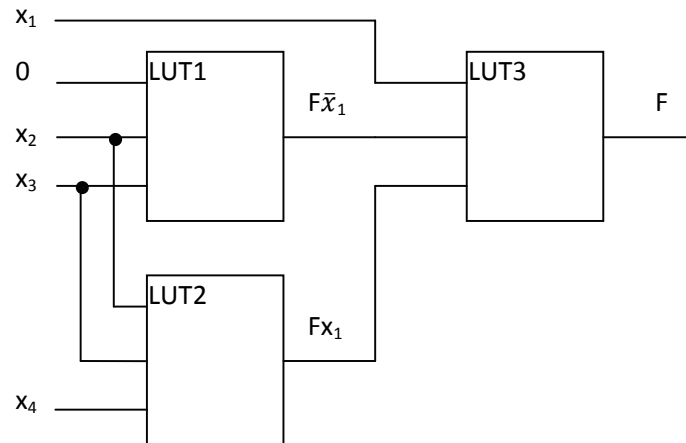 x₁
0 LUT1 LUT3
Fx̄₁ F
x₂
x₃
LUT2
Fx₁
x₄